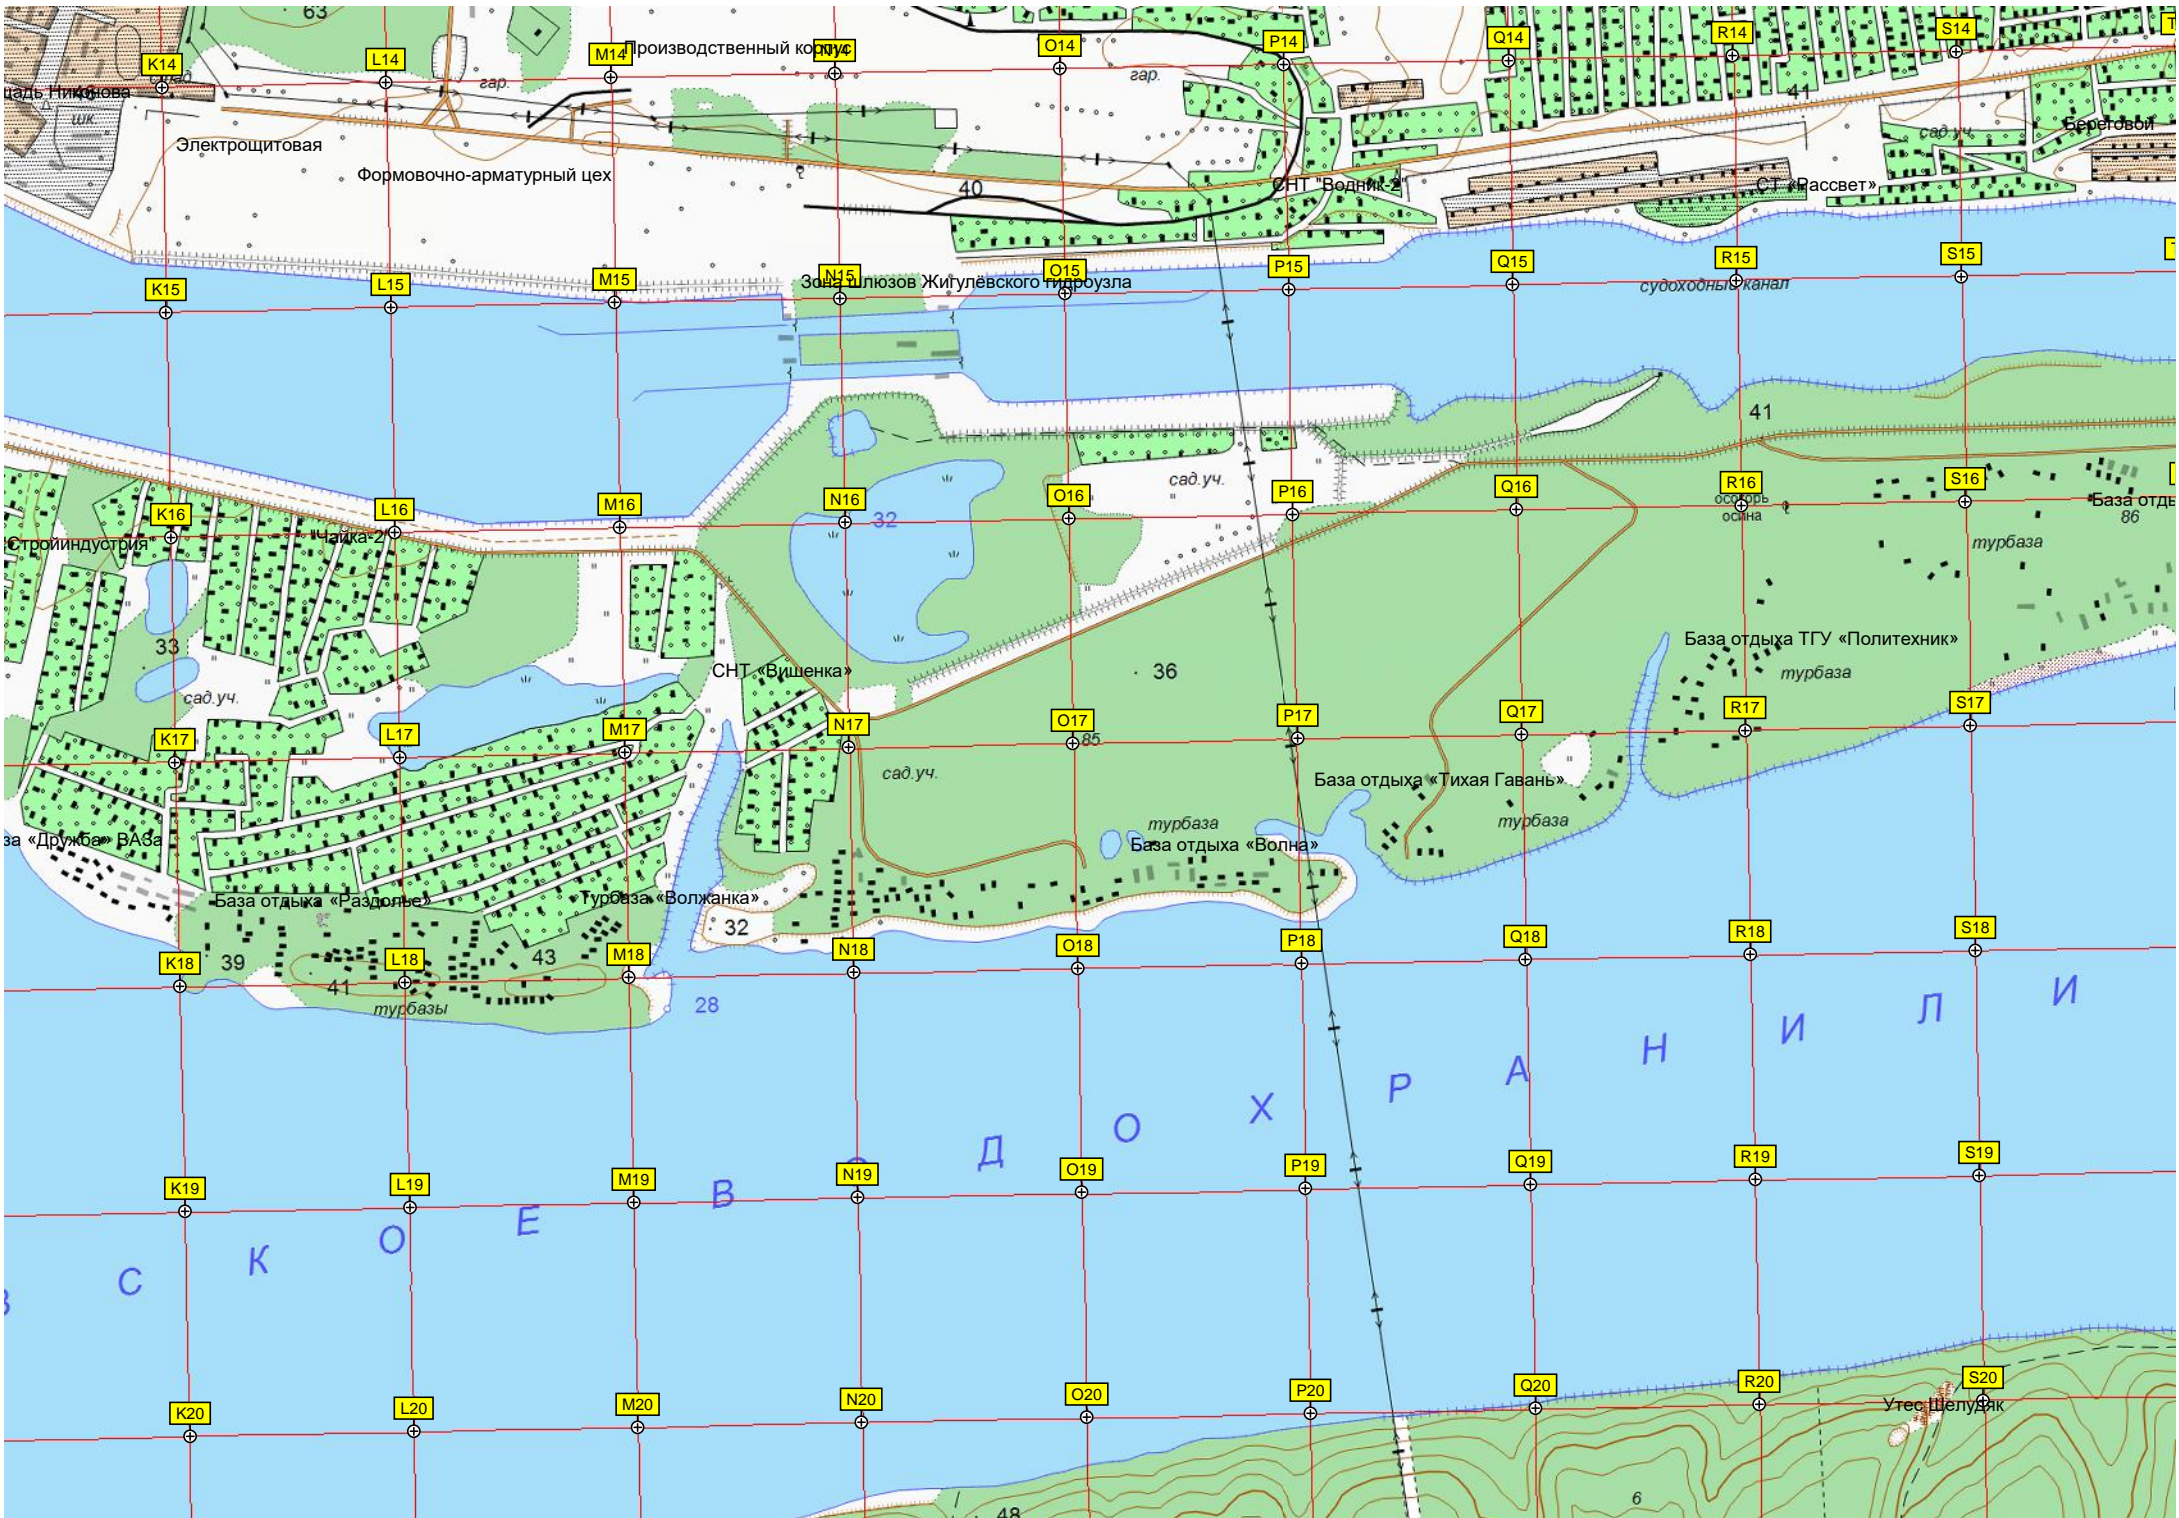 63
K14
L14
M14
Производственный корпус
O14
P14
Q14
R14
S14
гар.
гар.
41
шк.
Электрощитовая
Формовочно-арматурный цех
40
СНТ "Водник-2"
СТ «Рассвет»
сад.уч.
Береговой
K15
L15
M15
N15
O15
P15
Q15
R15
S15
Зона шлюзов Жигулёвского гидроузла
судоходный канал
41
сад.уч.
K16
L16
M16
N16
O16
P16
Q16
R16
S16
32
осокорь
осина
База отды
86
Стройиндустрия
"Чайка-2"
турбаза
33
сад.уч.
СНТ «Вишенка»
36
База отдыха ТГУ «Политехник»
турбаза
K17
L17
M17
N17
O17
P17
Q17
R17
S17
85
сад.уч.
База отдыха «Тихая Гавань»
турбаза
турбаза
за «Дружба» ВАЗа
База отдыха «Волна»
База отдыха «Раздолье»
Турбаза «Волжанка»
32
39
43
41
турбазы
K18
L18
M18
N18
O18
P18
Q18
R18
S18
28
В С К О Е В О Д О Х Р А Н И Л И
K19
L19
M19
N19
O19
P19
Q19
R19
S19
K20
L20
M20
N20
O20
P20
Q20
R20
S20
Утес Шелудяк
6
48